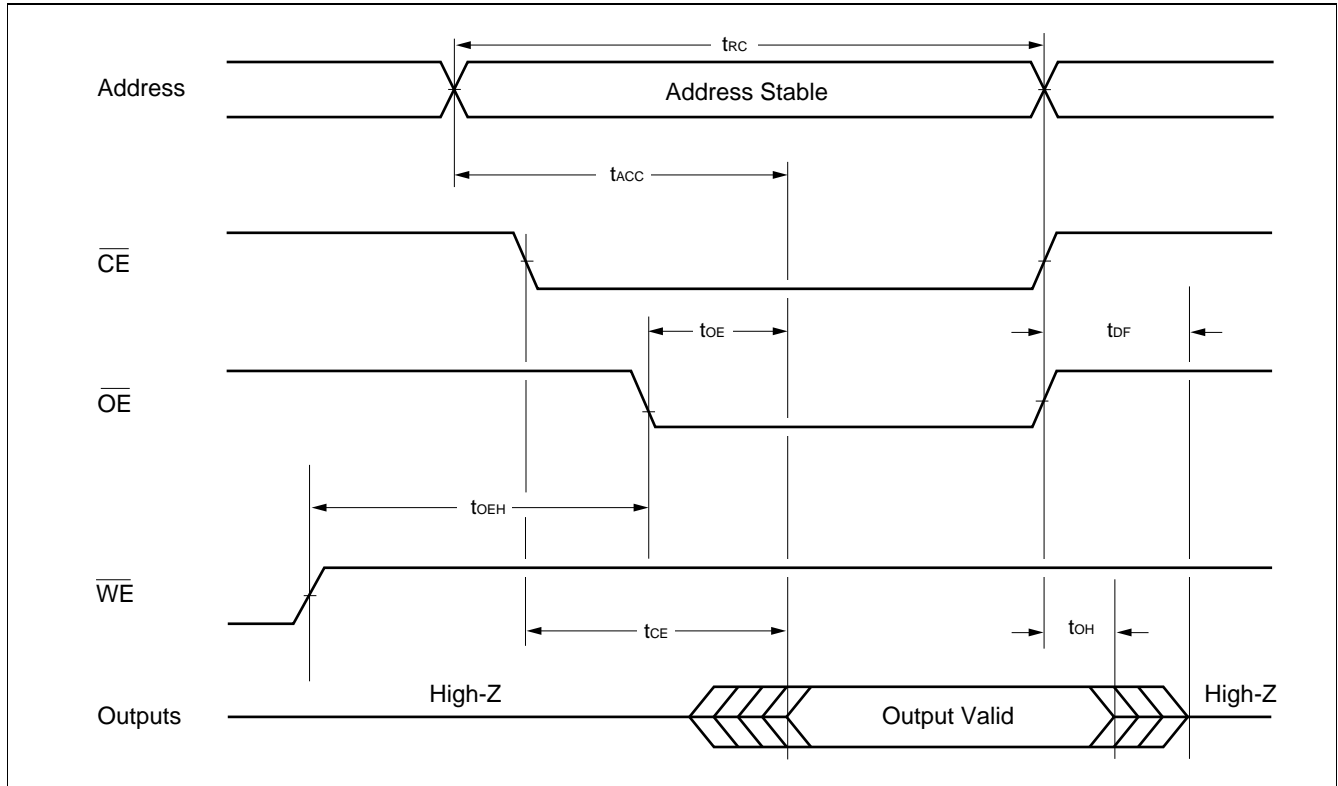 tRC
Address
Address Stable
tACC
CE
tOE
tDF
OE
tOEH
WE
tCE
tOH
High-Z
High-Z
Outputs
Output Valid